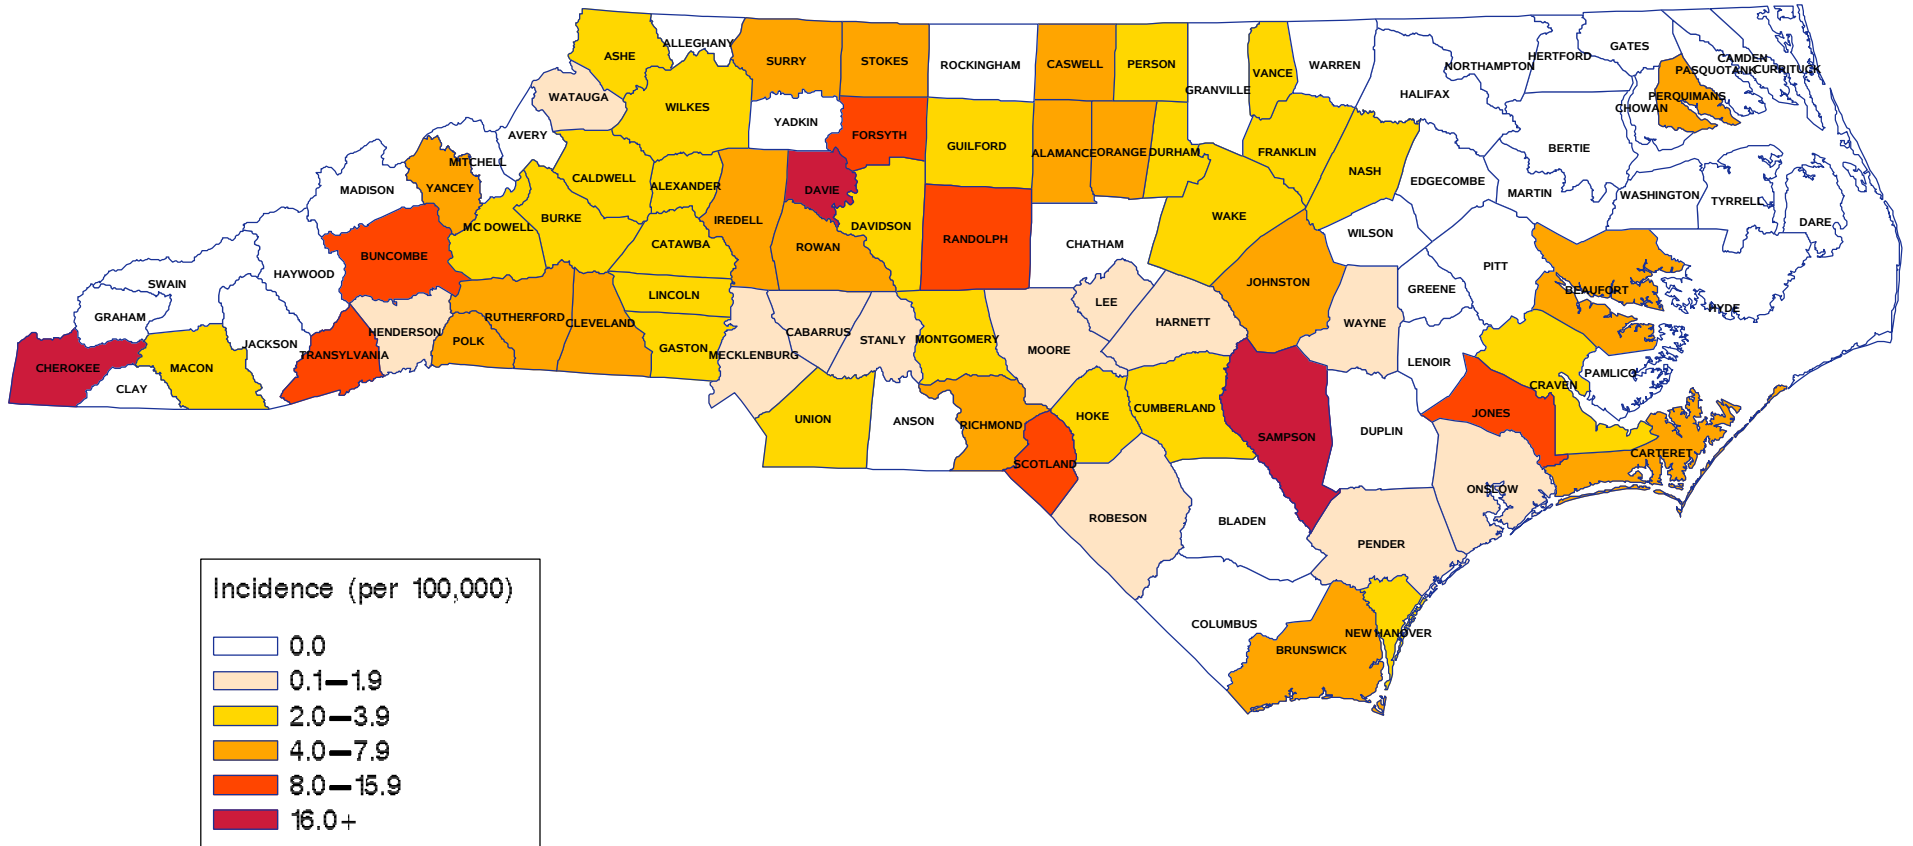 ALLEGHANY
ASHE
SURRY
STOKES
ROCKINGHAM
CASWELL
PERSON
VANCE
WARREN
NORTHAMPTON
HERTFORD
GATES
CAMDEN
PASQUOTANK
CURRITUCK
GRANVILLE
HALIFAX
PERQUIMANS
CHOWAN
WATAUGA
WILKES
YADKIN
FORSYTH
AVERY
GUILFORD
ALAMANCE
ORANGE
DURHAM
FRANKLIN
NASH
BERTIE
MITCHELL
YANCEY
MADISON
CALDWELL
ALEXANDER
DAVIE
EDGECOMBE
MARTIN
WASHINGTON
TYRRELL
DARE
MC DOWELL
BURKE
IREDELL
DAVIDSON
WAKE
WILSON
CATAWBA
ROWAN
RANDOLPH
CHATHAM
BUNCOMBE
HAYWOOD
PITT
SWAIN
JOHNSTON
GREENE
BEAUFORT
HYDE
LINCOLN
LEE
GRAHAM
RUTHERFORD
CLEVELAND
HENDERSON
CABARRUS
HARNETT
WAYNE
POLK
GASTON
MECKLENBURG
STANLY
MONTGOMERY
MOORE
JACKSON
TRANSYLVANIA
LENOIR
CHEROKEE
MACON
CLAY
PAMLICO
CRAVEN
UNION
ANSON
RICHMOND
HOKE
CUMBERLAND
JONES
SAMPSON
DUPLIN
SCOTLAND
CARTERET
ONSLOW
ROBESON
BLADEN
PENDER
COLUMBUS
NEW HANOVER
BRUNSWICK
Incidence (per 100,000)
0.0
0.1—1.9
2.0—3.9
4.0—7.9
8.0—15.9
16.0+